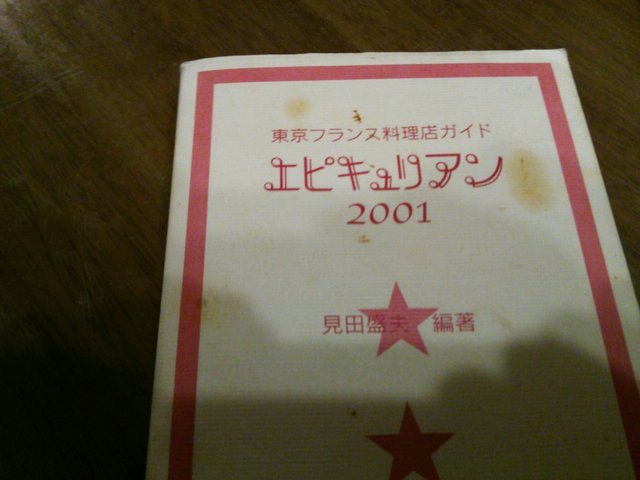 東京フランス料理店ガイド
エピキュリアン
2001
見田盛夫 編著